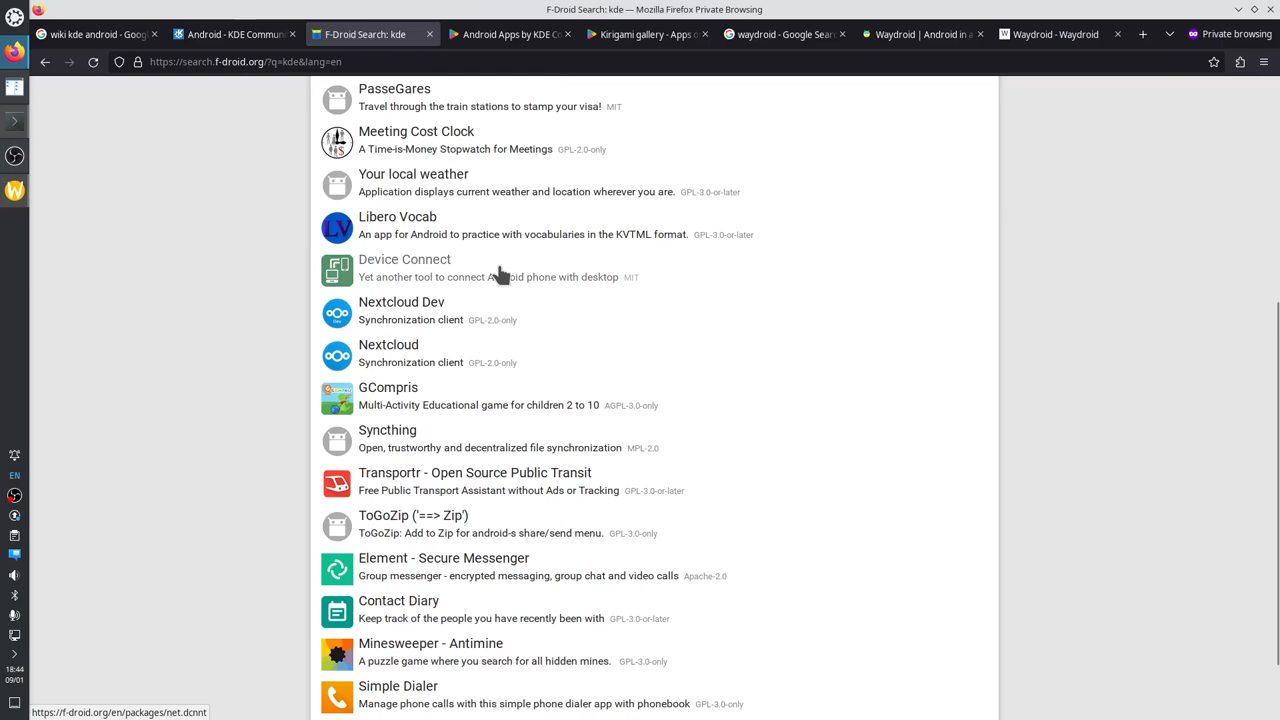 F-Droid Search: kde — Mozilla Firefox Private Browsing
wiki kde android - Goog
Android - KDE Commun
F-Droid Search: kde
Android Apps by KDE Co
Kirigami gallery - Apps o
waydroid - Google Sear
Waydroid | Android in a
Waydroid - Waydroid
Private browsing
https://search.f-droid.org/?q=kde&lang=en
PasseGares
Travel through the train stations to stamp your visa! MIT
Meeting Cost Clock
A Time-is-Money Stopwatch for Meetings GPL-2.0-only
Your local weather
Application displays current weather and location wherever you are. GPL-3.0-or-later
LV
Libero Vocab
An app for Android to practice with vocabularies in the KVTML format. GPL-3.0-or-later
Device Connect
Yet another tool to connect A oid phone with desktop MIT
Nextcloud Dev
Synchronization client GPL-2.0-only
Nextcloud
Synchronization client GPL-2.0-only
GCompris
Multi-Activity Educational game for children 2 to 10 AGPL-3.0-only
Syncthing
Open, trustworthy and decentralized file synchronization MPL-2.0
Transportr - Open Source Public Transit
Free Public Transport Assistant without Ads or Tracking GPL-3.0-or-later
ToGoZip ('==> Zip')
ToGoZip: Add to Zip for android-s share/send menu. GPL-3.0-only
Element - Secure Messenger
Group messenger - encrypted messaging, group chat and video calls Apache-2.0
Contact Diary
Keep track of the people you have recently been with GPL-3.0-or-later
Minesweeper - Antimine
A puzzle game where you search for all hidden mines. GPL-3.0-only
Simple Dialer
Manage phone calls with this simple phone dialer app with phonebook GPL-3.0-only
EN
18:44
09/01
https://f-droid.org/en/packages/net.dcnnt